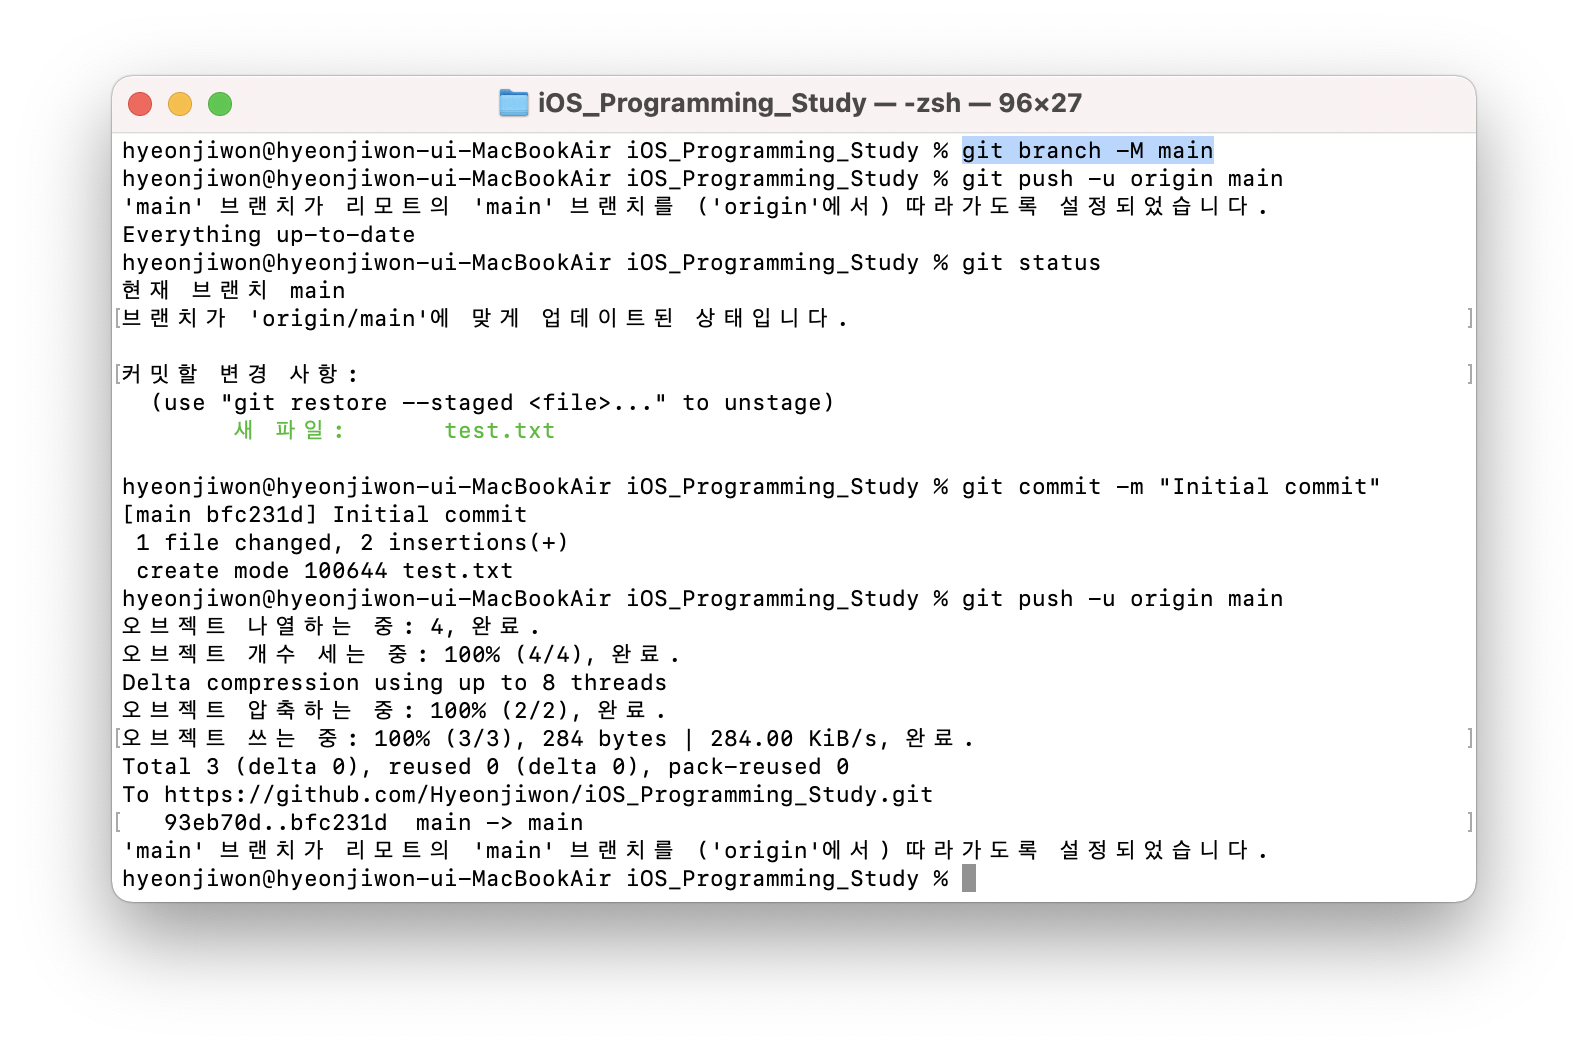 iOS_Programming_Study — -zsh — 96×27
hyeonjiwon@hyeonjiwon-ui-MacBookAir iOS_Programming_Study % git branch -M main
hyeonjiwon@hyeonjiwon-ui-MacBookAir iOS_Programming_Study % git push -u origin main
'main' 브랜치가 리모트의 'main' 브랜치를 ('origin'에서) 따라가도록 설정되었습니다.
Everything up-to-date
hyeonjiwon@hyeonjiwon-ui-MacBookAir iOS_Programming_Study % git status
현재 브랜치 main
[브랜치가 'origin/main'에 맞게 업데이트된 상태입니다. ]
[커밋할 변경 사항: ]
(use "git restore --staged <file>..." to unstage)
새 파일: test.txt
hyeonjiwon@hyeonjiwon-ui-MacBookAir iOS_Programming_Study % git commit -m "Initial commit"
[main bfc231d] Initial commit
1 file changed, 2 insertions(+)
create mode 100644 test.txt
hyeonjiwon@hyeonjiwon-ui-MacBookAir iOS_Programming_Study % git push -u origin main
오브젝트 나열하는 중: 4, 완료.
오브젝트 개수 세는 중: 100% (4/4), 완료.
Delta compression using up to 8 threads
오브젝트 압축하는 중: 100% (2/2), 완료.
[오브젝트 쓰는 중: 100% (3/3), 284 bytes | 284.00 KiB/s, 완료. ]
Total 3 (delta 0), reused 0 (delta 0), pack-reused 0
To https://github.com/Hyeonjiwon/iOS_Programming_Study.git
[ 93eb70d..bfc231d main -> main ]
'main' 브랜치가 리모트의 'main' 브랜치를 ('origin'에서) 따라가도록 설정되었습니다.
hyeonjiwon@hyeonjiwon-ui-MacBookAir iOS_Programming_Study %